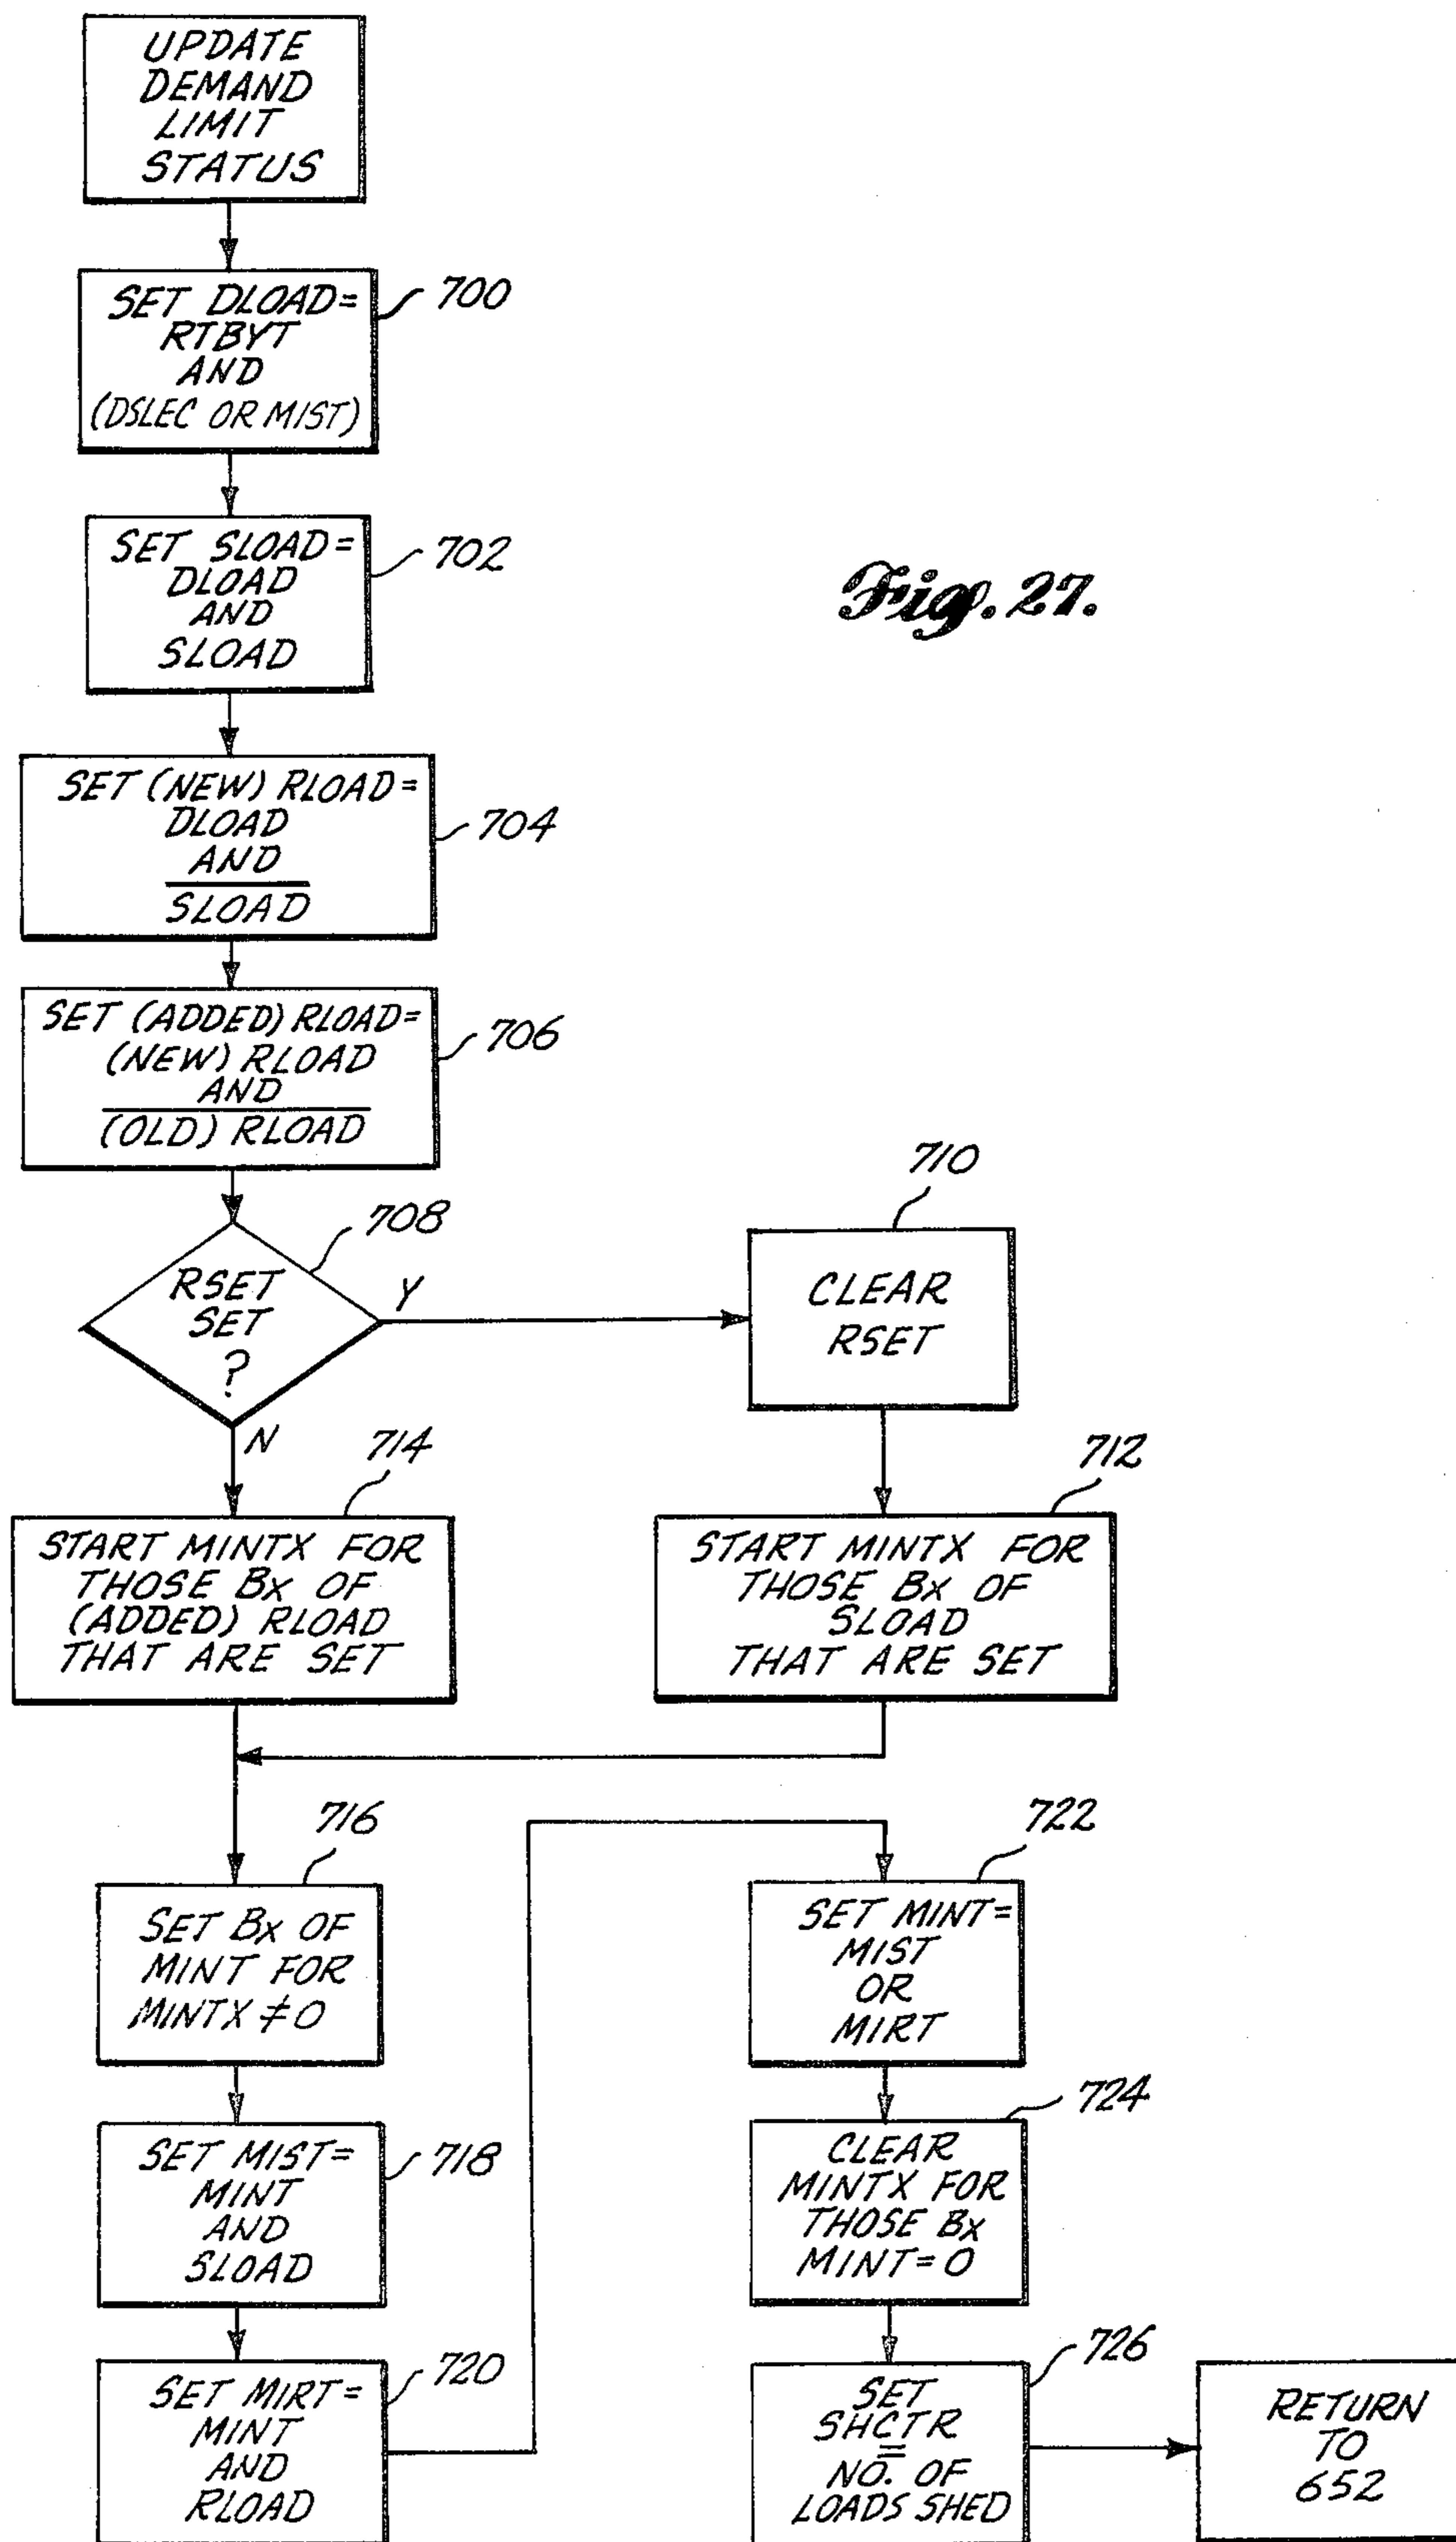 UPDATE
DEMAND
LIMIT
STATUS
SET DLOAD=
RTBYT
AND
(DSLEC OR MIST)
700
SET SLOAD=
DLOAD
AND
SLOAD
702
Fig. 27.
SET (NEW) RLOAD=
DLOAD
AND
SLOAD
704
SET (ADDED) RLOAD=
(NEW) RLOAD
AND
(OLD) RLOAD
706
708
RSET
SET
?
Y
N
710
CLEAR
RSET
714
START MINTX FOR
THOSE BX OF
(ADDED) RLOAD
THAT ARE SET
712
START MINTX FOR
THOSE BX OF
SLOAD
THAT ARE SET
716
SET BX OF
MINT FOR
MINTX ≠ 0
SET MIST=
MINT
AND
SLOAD
718
SET MIRT=
MINT
AND
RLOAD
720
722
SET MINT=
MIST
OR
MIRT
724
CLEAR
MINTX FOR
THOSE BX
MINT=0
726
SET
SHCTR
=
NO. OF
LOADS SHED
RETURN
TO
652